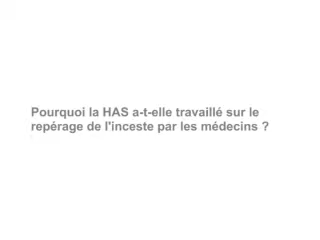 Pourquoi la HAS a-t-elle travaillé sur le
repérage de l'inceste par les médecins ?